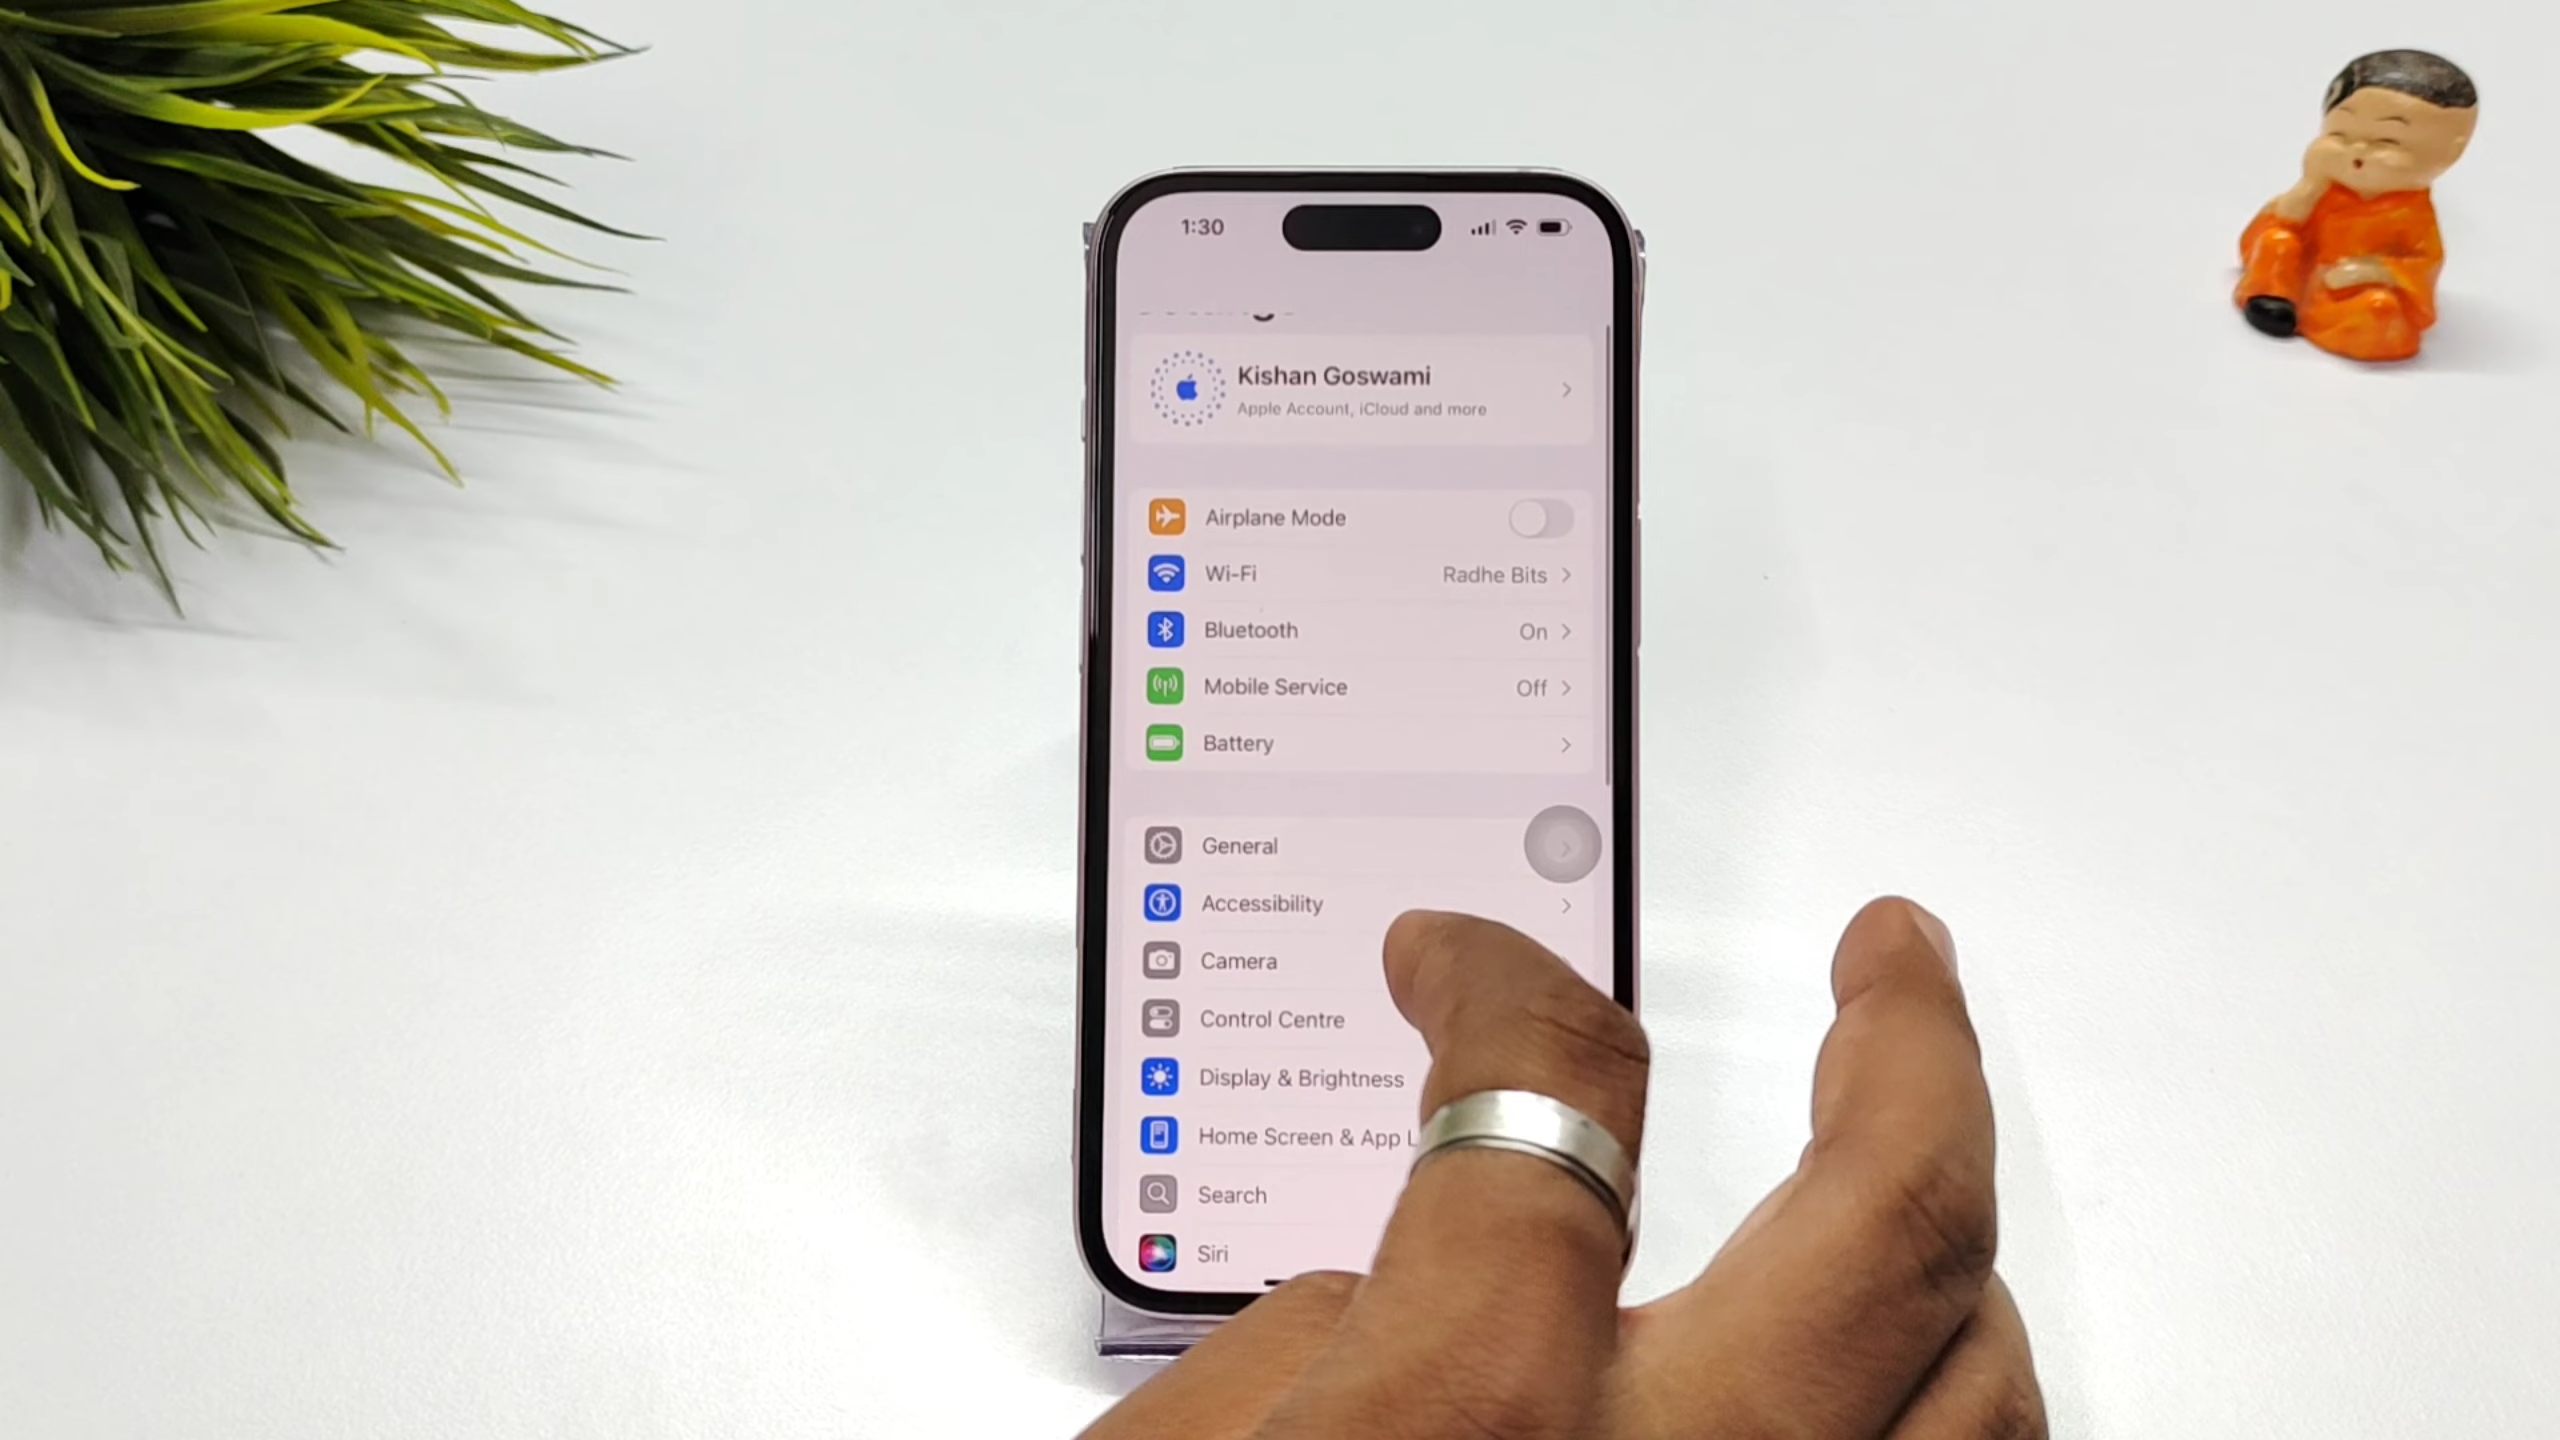 1:30
Kishan Goswami
Apple Account, iCloud and more
Airplane Mode
Wi-Fi Radhe Bits
Bluetooth On
Mobile Service Off
Battery
General
Accessibility
Camera
Control Centre
Display & Brightness
Home Screen & App L
Search
Siri